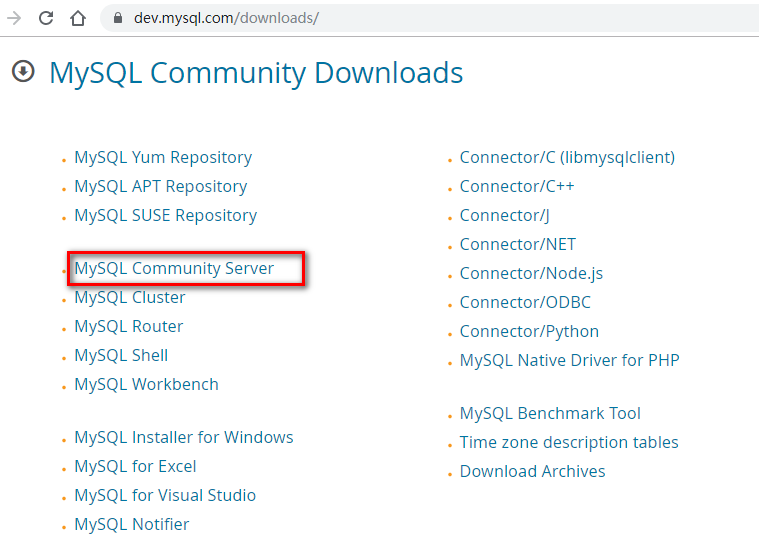 dev.mysql.com/downloads/
MySQL Community Downloads
MySQL Yum Repository
MySQL APT Repository
MySQL SUSE Repository
MySQL Community Server
MySQL Cluster
MySQL Router
MySQL Shell
MySQL Workbench
MySQL Installer for Windows
MySQL for Excel
MySQL for Visual Studio
MySQL Notifier
Connector/C (libmysqlclient)
Connector/C++
Connector/J
Connector/NET
Connector/Node.js
Connector/ODBC
Connector/Python
MySQL Native Driver for PHP
MySQL Benchmark Tool
Time zone description tables
Download Archives